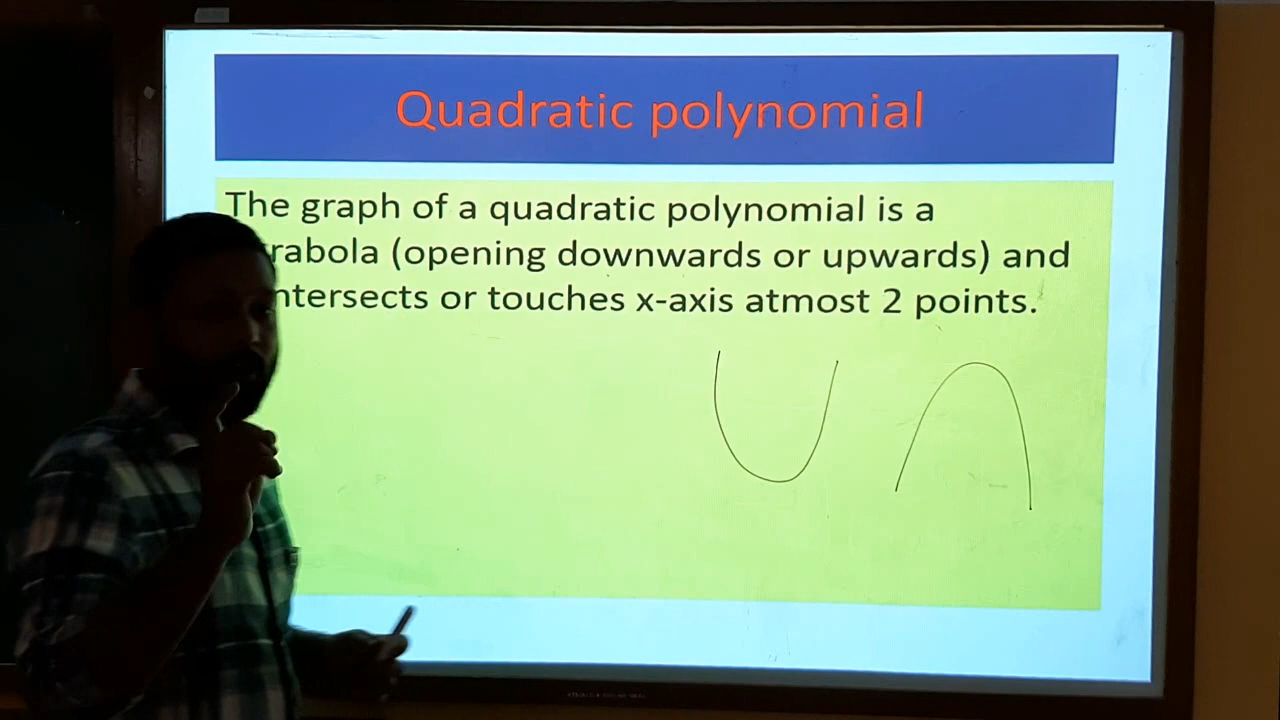 Quadratic polynomial
The graph of a quadratic polynomial is a
rabola (opening downwards or upwards) and
ntersects or touches x-axis atmost 2 points.